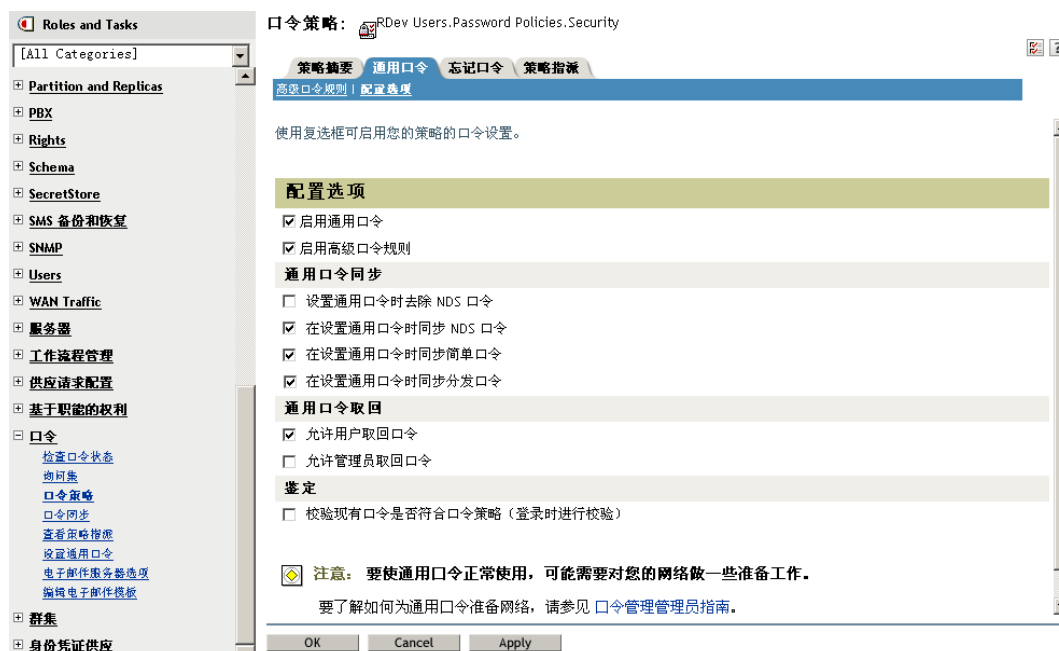 Roles and Tasks
[All Categories]
Partition and Replicas
PBX
Rights
Schema
SecretStore
SMS 备份和恢复
SNMP
Users
WAN Traffic
服务器
工作流程管理
供应请求配置
基于职能的权利
口令
检查口令状态
询问集
口令策略
口令同步
查看策略指派
设置通用口令
电子邮件服务器选项
编辑电子邮件模板
群集
身份凭证供应
口令策略: RDev Users.Password Policies.Security
策略摘要 通用口令 忘记口令 策略指派
高级口令规则 | 配置选项
使用复选框可启用您的策略的口令设置。
配置选项
启用通用口令
启用高级口令规则
通用口令同步
设置通用口令时去除 NDS 口令
在设置通用口令时同步 NDS 口令
在设置通用口令时同步简单口令
在设置通用口令时同步分发口令
通用口令取回
允许用户取回口令
允许管理员取回口令
鉴定
校验现有口令是否符合口令策略（登录时进行校验）
注意: 要使通用口令正常使用，可能需要对您的网络做一些准备工作。
要了解如何为通用口令准备网络，请参见 口令管理管理员指南。
OK Cancel Apply